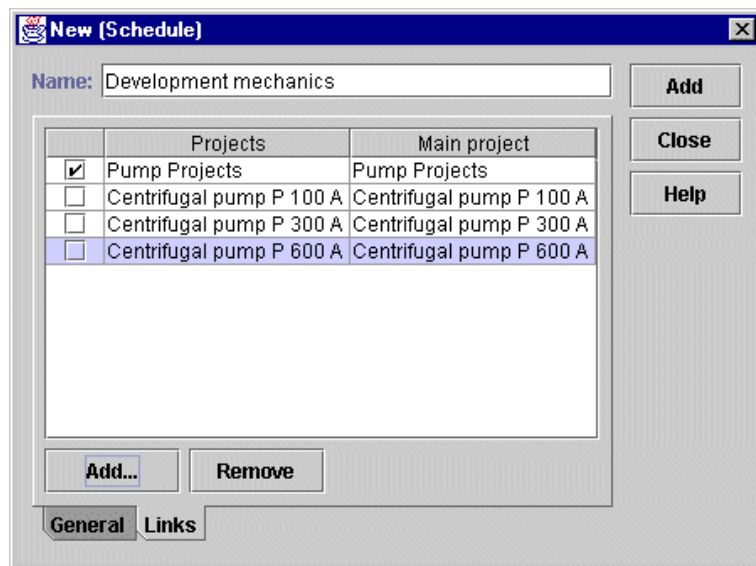 New (Schedule)
Name: Development mechanics
Add
Projects Main project
Close
Pump Projects Pump Projects
Centrifugal pump P 100 A Centrifugal pump P 100 A
Help
Centrifugal pump P 300 A Centrifugal pump P 300 A
Centrifugal pump P 600 A Centrifugal pump P 600 A
Add... Remove
General Links